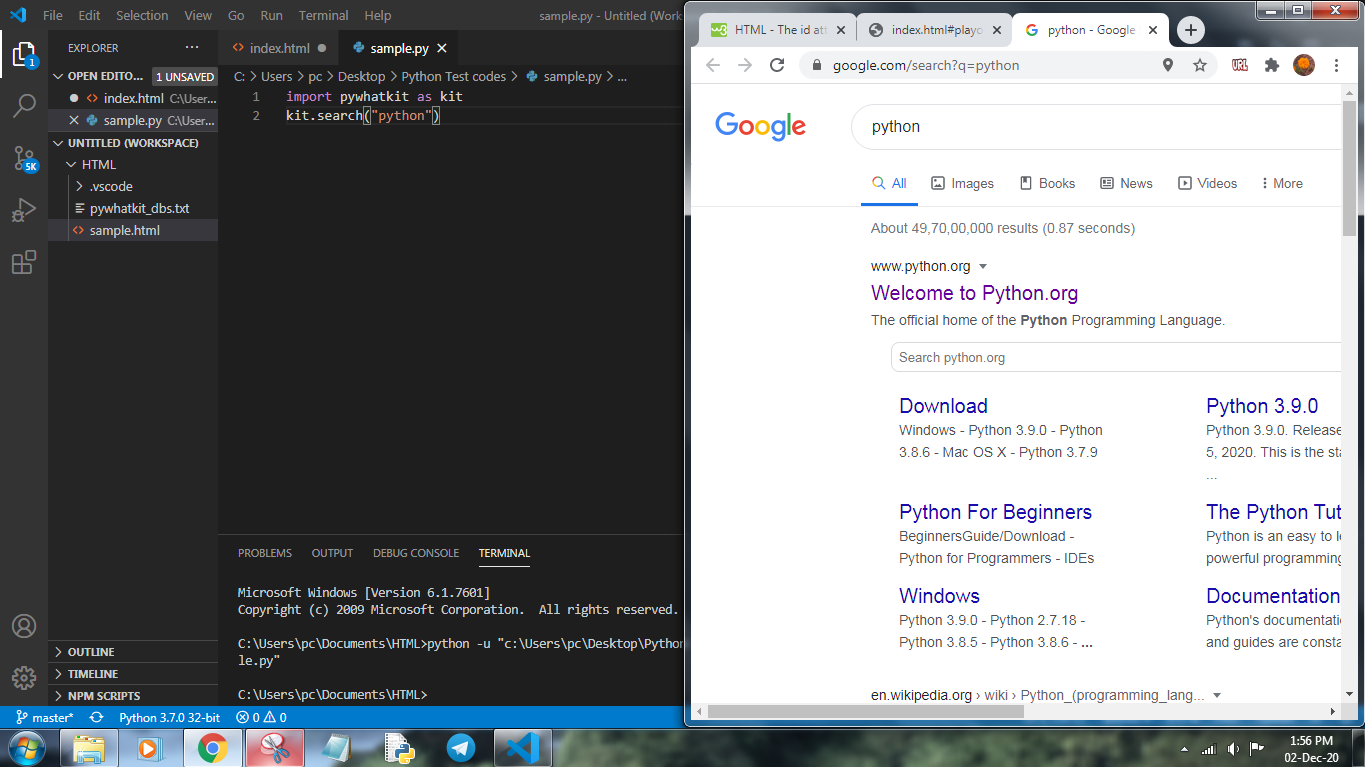 File Edit Selection View Go Run Terminal Help
sample.py - Untitled (Work
EXPLORER ...
OPEN EDITO... 1 UNSAVED
index.html C:\User...
sample.py C:\User...
UNTITLED (WORKSPACE)
HTML
.vscode
pywhatkit_dbs.txt
sample.html
OUTLINE
TIMELINE
NPM SCRIPTS
1
5K
index.html
sample.py
C: > Users > pc > Desktop > Python Test codes > sample.py > ...
1 import pywhatkit as kit
2 kit.search("python")
PROBLEMS OUTPUT DEBUG CONSOLE TERMINAL
Microsoft Windows [Version 6.1.7601]
Copyright (c) 2009 Microsoft Corporation.  All rights reserved.
C:\Users\pc\Documents\HTML>python -u "c:\Users\pc\Desktop\Python
le.py"
C:\Users\pc\Documents\HTML>
master* Python 3.7.0 32-bit 0 0
HTML - The id att
index.html#playo
python - Google
google.com/search?q=python
URL
Google
python
All Images Books News Videos More
About 49,70,00,000 results (0.87 seconds)
www.python.org
Welcome to Python.org
The official home of the Python Programming Language.
Search python.org
Download
Windows - Python 3.9.0 - Python
3.8.6 - Mac OS X - Python 3.7.9
Python 3.9.0
Python 3.9.0. Release
5, 2020. This is the sta
...
Python For Beginners
BeginnersGuide/Download -
Python for Programmers - IDEs
The Python Tut
Python is an easy to le
powerful programming
Windows
Python 3.9.0 - Python 2.7.18 -
Python 3.8.5 - Python 3.8.6 - ...
Documentation
Python's documentati
and guides are consta
en.wikipedia.org › wiki › Python_(programming_lang...
1:56 PM
02-Dec-20